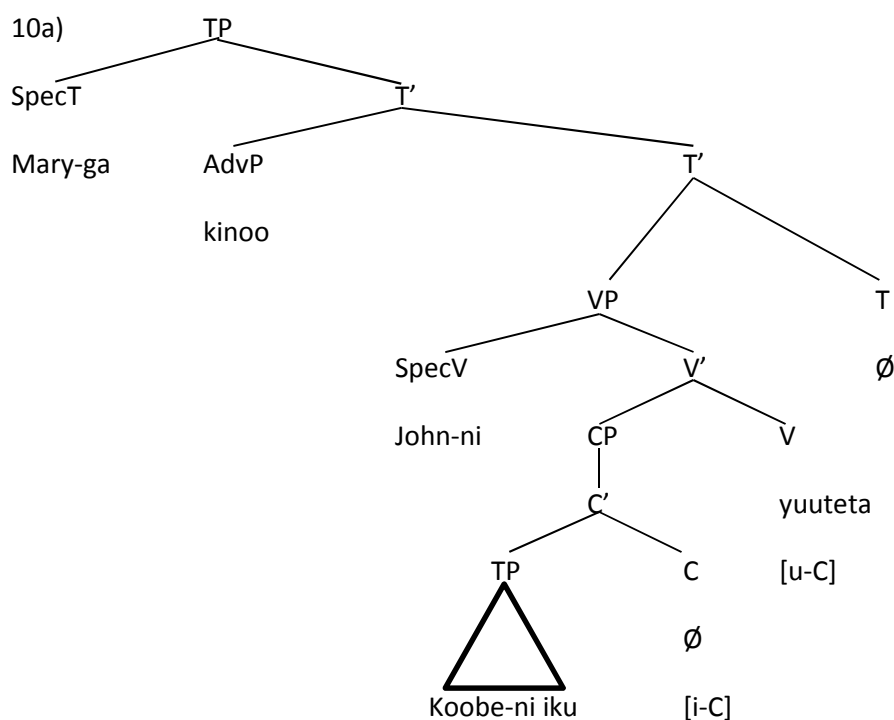 10a) TP
SpecT T’
Mary-ga AdvP T’
kinoo
VP T
SpecV V’ Ø
John-ni CP V
C’ yuuteta
TP C [u-C]
Ø
Koobe-ni iku [i-C]